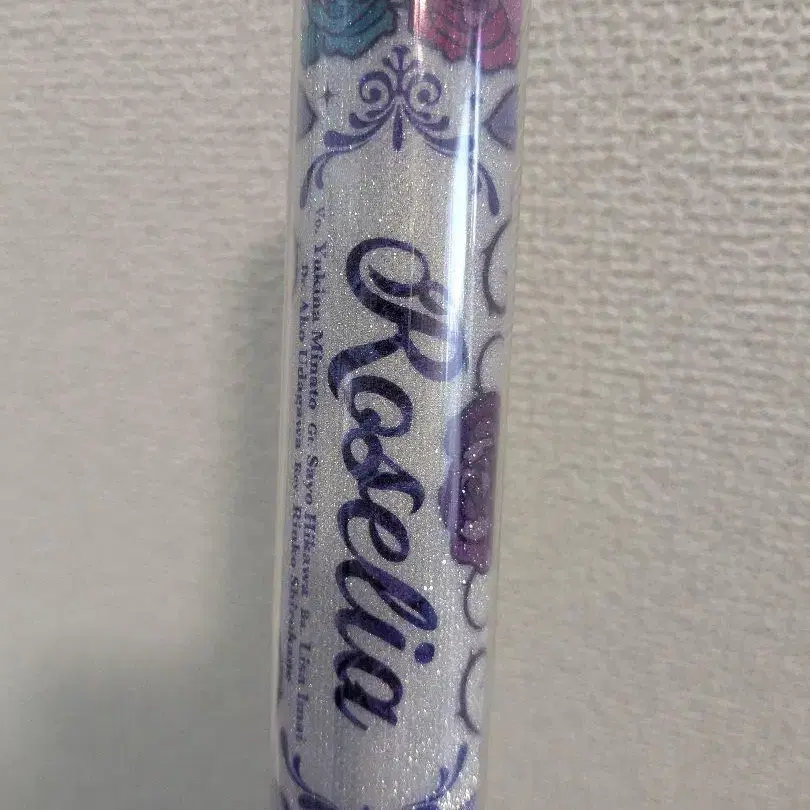 Roselia
Vo. Yukina Minato Gt. Sayo Hikawa Ba. Lisa Imai
Dr. Ako Udagawa Key. Rinko Shirokane